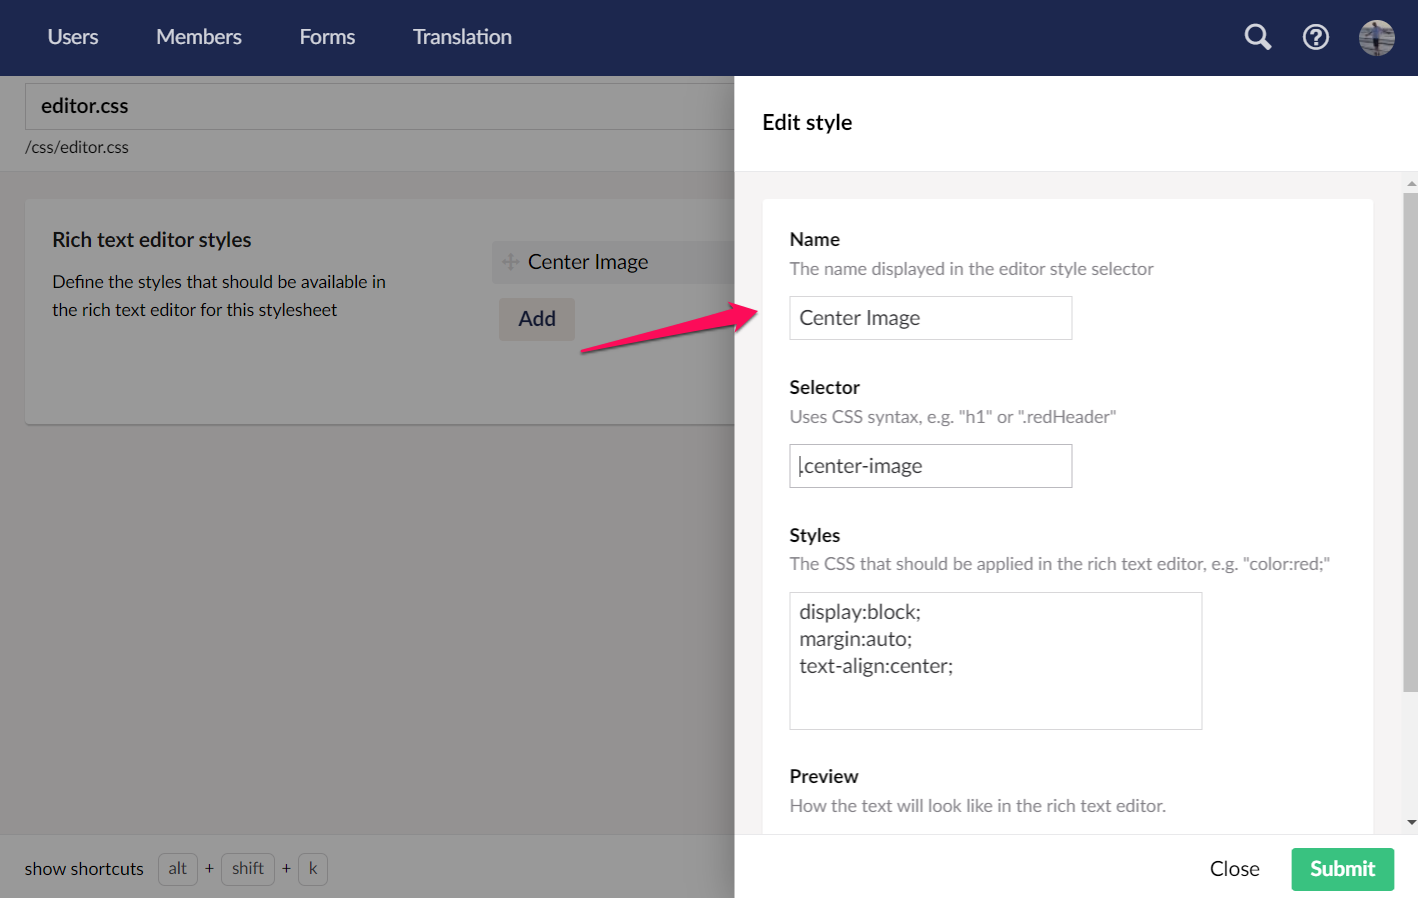 Users Members Forms Translation
editor.css
/css/editor.css
Rich text editor styles
Define the styles that should be available in
the rich text editor for this stylesheet
Center Image
Add
show shortcuts alt + shift + k
Edit style
Name
The name displayed in the editor style selector
Center Image
Selector
Uses CSS syntax, e.g. "h1" or ".redHeader"
.center-image
Styles
The CSS that should be applied in the rich text editor, e.g. "color:red;"
display:block;
margin:auto;
text-align:center;
Preview
How the text will look like in the rich text editor.
Close Submit